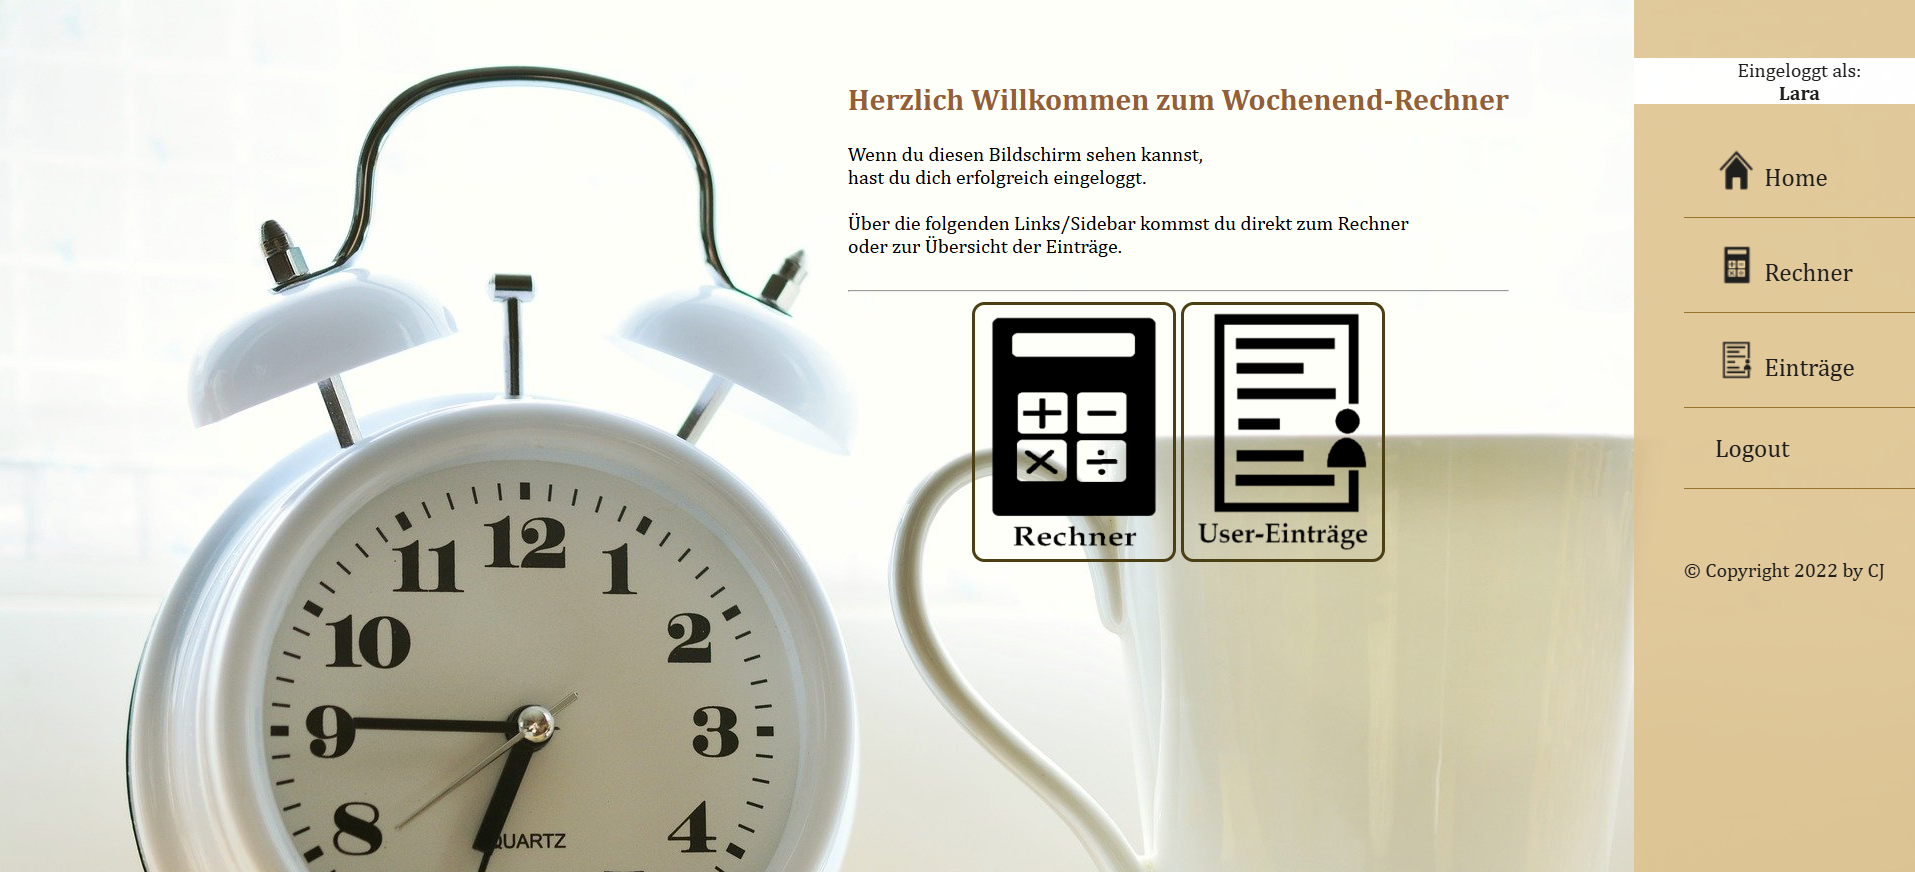 Herzlich Willkommen zum Wochenend-Rechner
Wenn du diesen Bildschirm sehen kannst,
hast du dich erfolgreich eingeloggt.
Über die folgenden Links/Sidebar kommst du direkt zum Rechner
oder zur Übersicht der Einträge.
Rechner
User-Einträge
Eingeloggt als:
Lara
Home
Rechner
Einträge
Logout
© Copyright 2022 by CJ
12
1
2
3
4
8
9
10
11
QUARTZ